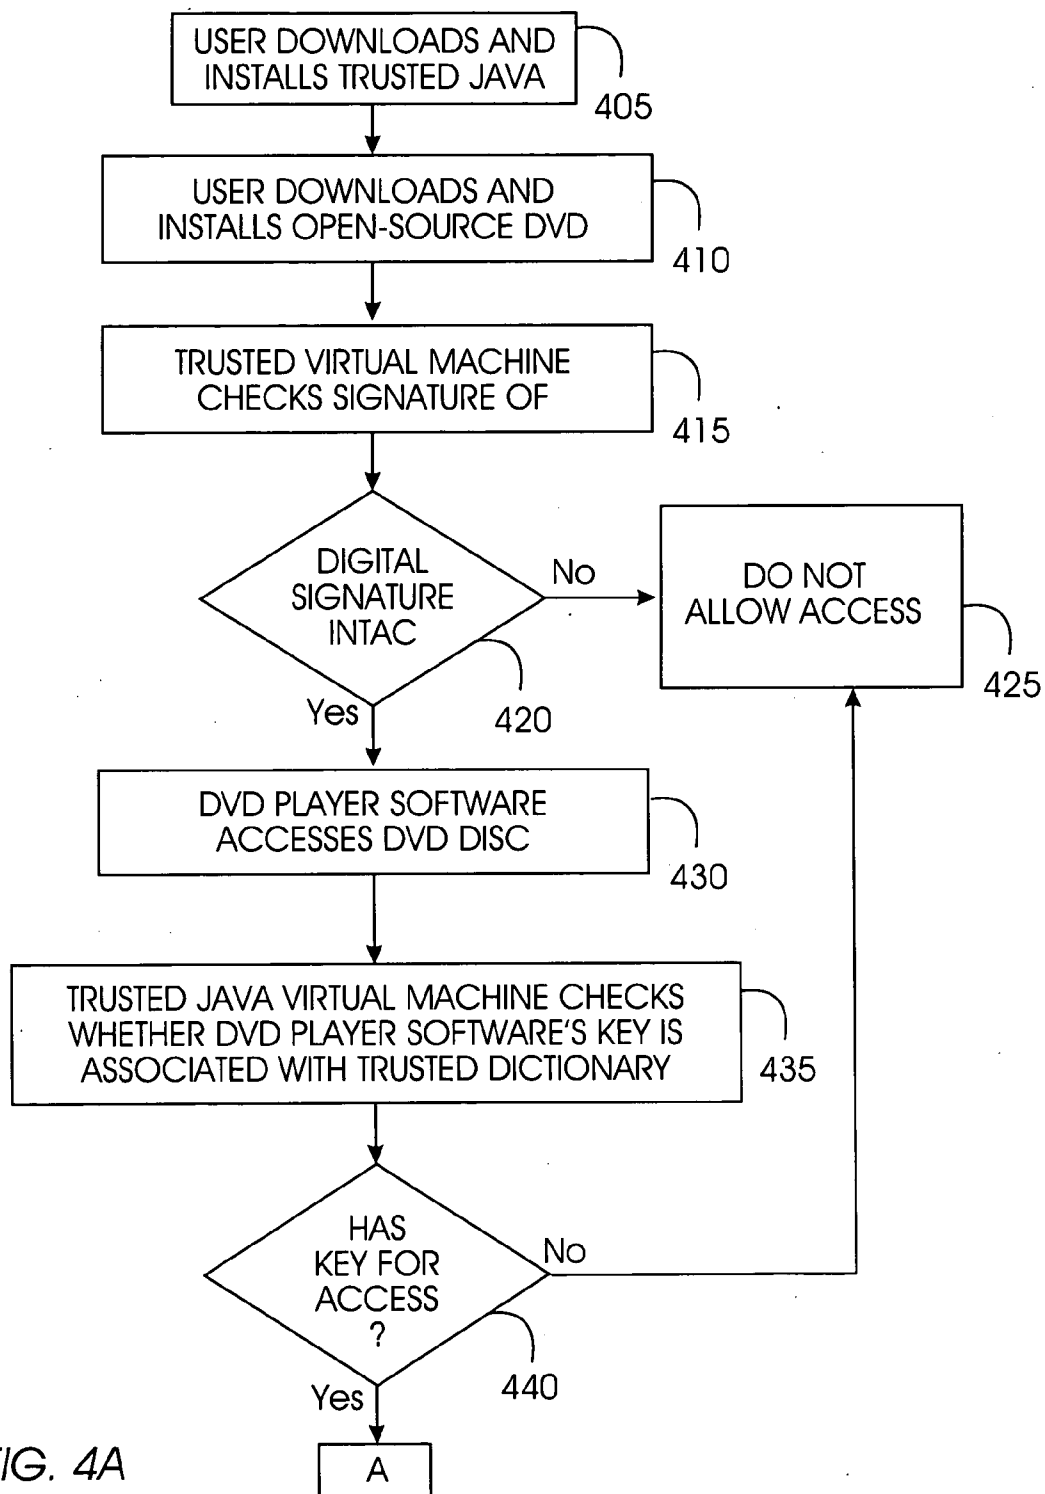 USER DOWNLOADS AND
INSTALLS TRUSTED JAVA
405
USER DOWNLOADS AND
INSTALLS OPEN-SOURCE DVD
410
TRUSTED VIRTUAL MACHINE
CHECKS SIGNATURE OF
415
DIGITAL
SIGNATURE
INTAC
No
420
Yes
DO NOT
ALLOW ACCESS
425
DVD PLAYER SOFTWARE
ACCESSES DVD DISC
430
TRUSTED JAVA VIRTUAL MACHINE CHECKS
WHETHER DVD PLAYER SOFTWARE'S KEY IS
ASSOCIATED WITH TRUSTED DICTIONARY
435
HAS
KEY FOR
ACCESS
?
No
440
Yes
A
IG. 4A